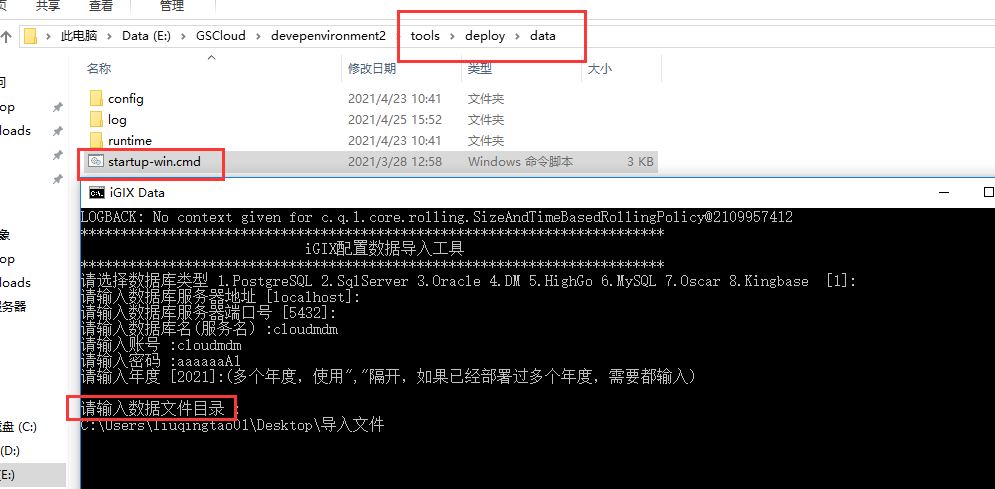 共享 查看 管理
此电脑 Data (E:) GSCloud devepenvironment2 tools deploy data
名称 修改日期 类型 大小
config 2021/4/23 10:41 文件夹
log 2021/4/25 15:52 文件夹
runtime 2021/4/23 10:41 文件夹
startup-win.cmd 2021/3/28 12:58 Windows 命令脚本 3 KB
问
op
loads
象
op
loads
服务器
盘 (C:)
(D:)
E:)
iGIX Data
LOGBACK: No context given for c.q.l.core.rolling.SizeAndTimeBasedRollingPolicy@2109957412
************************************************************************
iGIX配置数据导入工具
************************************************************************
请选择数据库类型 1.PostgreSQL 2.SqlServer 3.Oracle 4.DM 5.HighGo 6.MySQL 7.Oscar 8.Kingbase [1]:
请输入数据库服务器地址 [localhost]:
请输入数据库服务器端口号 [5432]:
请输入数据库名(服务名) :cloudmdm
请输入账号 :cloudmdm
请输入密码 :aaaaaaA1
请输入年度 [2021]:(多个年度，使用","隔开，如果已经部署过多个年度，需要都输入)
请输入数据文件目录 :
C:\Users\liuqingtao01\Desktop\导入文件